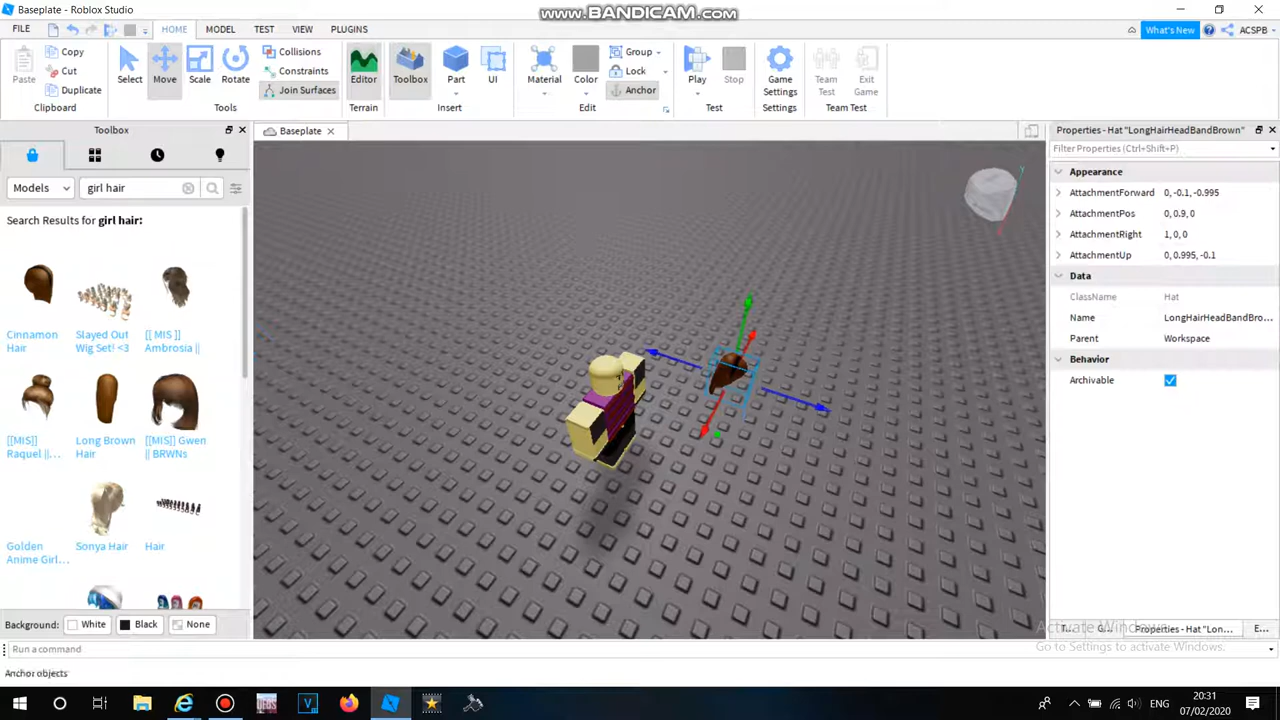 Baseplate - Roblox Studio
www.BANDICAM.com
FILE HOME MODEL TEST VIEW PLUGINS What's New ACSPB
Paste Copy Cut Duplicate Clipboard
Select Move Scale Rotate Tools
Collisions
Constraints
Join Surfaces
Editor Terrain
Toolbox Part UI Insert
Material Color Group Lock Anchor Edit
Play Stop Test
Game Settings Settings
Team Test Exit Game Team Test
Toolbox
Models girl hair
Search Results for girl hair:
Cinnamon Hair
Slayed Out Wig Set! <3
[[ MIS ]] Ambrosia ||
[[MIS]] Raquel ||...
Long Brown Hair
[[MIS]] Gwen || BRWNs
Golden Anime Girl...
Sonya Hair
Hair
Background: White Black None
Baseplate
Properties - Hat "LongHairHeadBandBrown"
Filter Properties (Ctrl+Shift+P)
Appearance
AttachmentForward 0, -0.1, -0.995
AttachmentPos 0, 0.9, 0
AttachmentRight 1, 0, 0
AttachmentUp 0, 0.995, -0.1
Data
ClassName Hat
Name LongHairHeadBandBro...
Parent Workspace
Behavior
Archivable
Y
Activate Windows
Go to Settings to activate Windows.
T... Properties - Hat "Lon... E...
Run a command
Anchor objects
ENG
20:31
07/02/2020